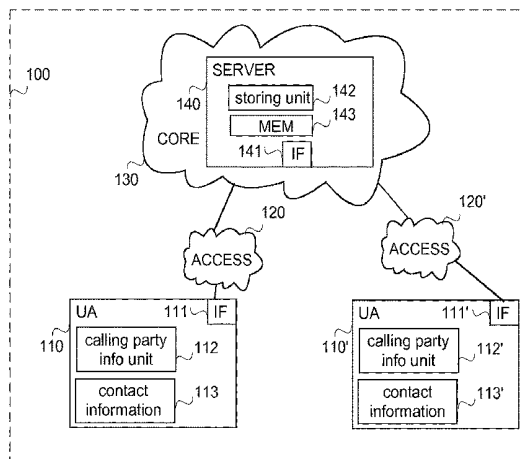 100
SERVER
140
storing unit
142
MEM
143
CORE
141
IF
130
120
120'
ACCESS
ACCESS
UA
111
IF
110
calling party
info unit
112
contact
information
113
UA
111'
IF
110'
calling party
info unit
112'
contact
information
113'